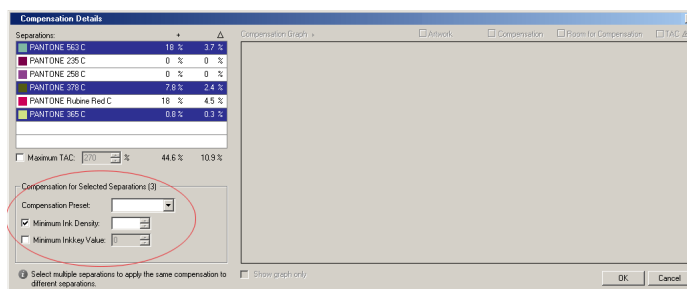 Compensation Details
Separations: + Δ
PANTONE 563 C 18 % 3.7 %
PANTONE 235 C 0 % 0 %
PANTONE 258 C 0 % 0 %
PANTONE 378 C 7.8 % 2.4 %
PANTONE Rubine Red C 18 % 4.5 %
PANTONE 365 C 0.8 % 0.3 %
Maximum TAC: 270 % 44.6 % 10.9 %
Compensation for Selected Separations (3)
Compensation Preset:
Minimum Ink Density:
Minimum Inkkey Value: 0
Select multiple separations to apply the same compensation to
different separations.
Compensation Graph + Artwork Compensation Room for Compensation TAC
Show graph only
OK Cancel